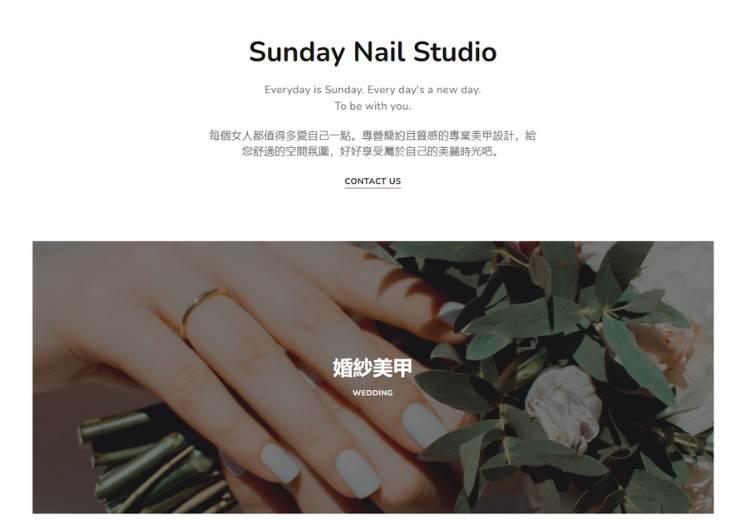 Sunday Nail Studio
Everyday is Sunday. Every day's a new day.
To be with you.
每個女人都值得多愛自己一點。專營簡約且質感的專業美甲設計，給
您舒適的空間氛圍，好好享受屬於自己的美麗時光吧。
CONTACT US
婚紗美甲
WEDDING